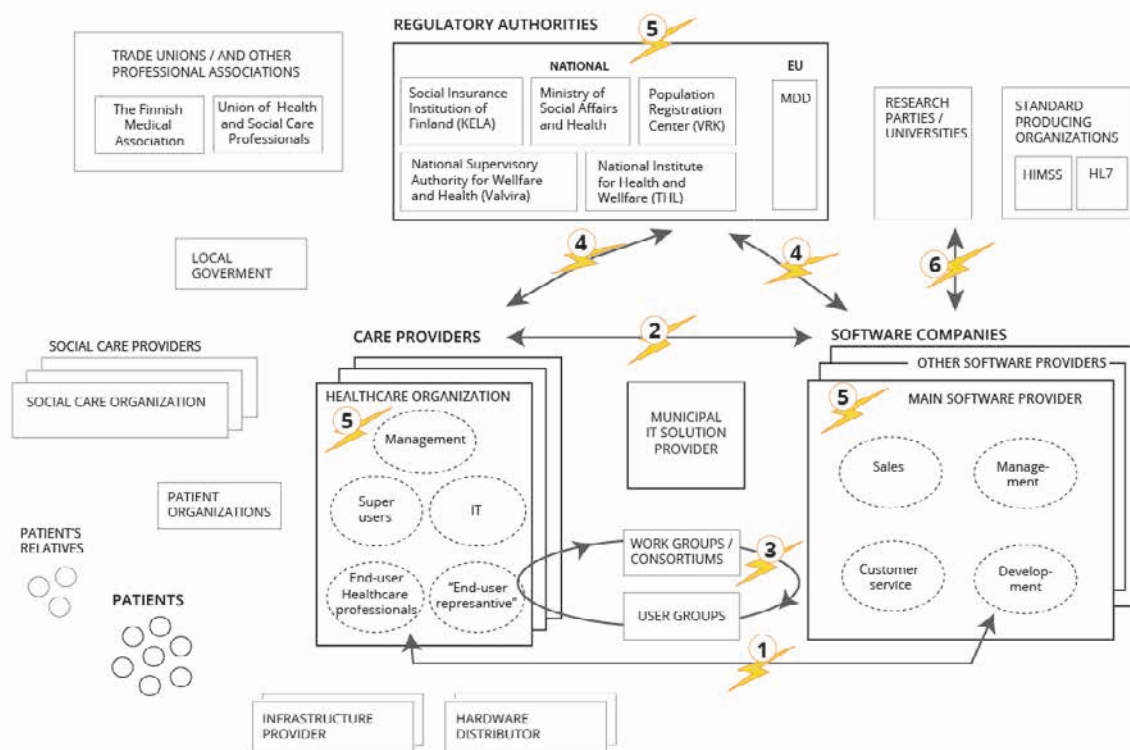 REGULATORY AUTHORITIES
5
TRADE UNIONS / AND OTHER
PROFESSIONAL ASSOCIATIONS
The Finnish
Medical
Association
Union of Health
and Social Care
Professionals
NATIONAL
EU
Social Insurance
Institution of
Finland (KELA)
Ministry of
Social Affairs
and Health
Population
Registration
Center (VRK)
MDD
National Supervisory
Authority for Wellfare
and Health (Valvira)
National Institute
for Health and
Wellfare (THL)
RESEARCH
PARTIES /
UNIVERSITIES
STANDARD
PRODUCING
ORGANIZATIONS
HIMSS
HL7
LOCAL
GOVERMENT
4
4
6
SOCIAL CARE PROVIDERS
SOCIAL CARE ORGANIZATION
CARE PROVIDERS
2
SOFTWARE COMPANIES
OTHER SOFTWARE PROVIDERS
HEALTHCARE ORGANIZATION
5
Management
Super
users
IT
End-user
Healthcare
professionals
"End-user
represantive"
MUNICIPAL
IT SOLUTION
PROVIDER
MAIN SOFTWARE PROVIDER
5
Sales
Manage-
ment
Customer
service
Develop-
ment
PATIENT
ORGANIZATIONS
PATIENT'S
RELATIVES
PATIENTS
WORK GROUPS /
CONSORTIUMS
3
USER GROUPS
1
INFRASTRUCTURE
PROVIDER
HARDWARE
DISTRIBUTOR